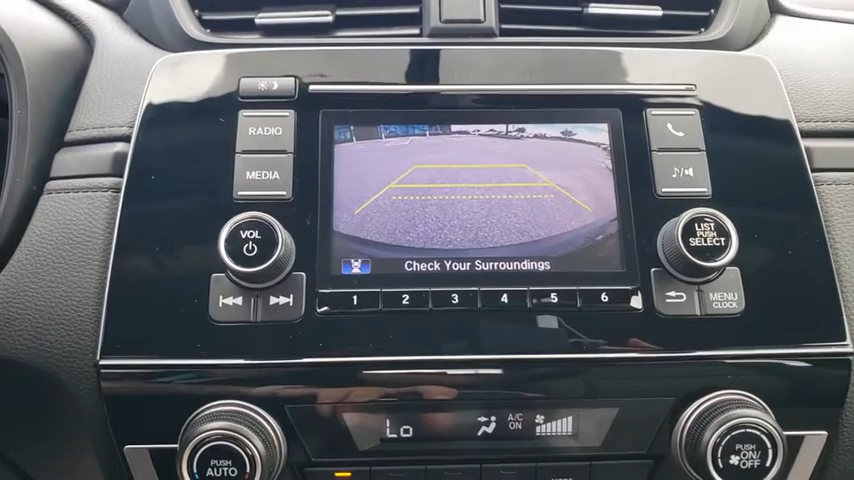 RADIO
MEDIA
VOL
LIST
PUSH
SELECT
MENU
CLOCK
Check Your Surroundings
1 2 3 4 5 6
Lo
A/C
ON
PUSH
AUTO
PUSH
ON/
OFF